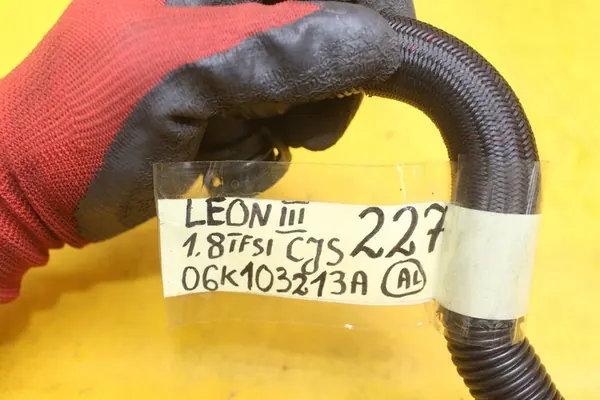 LEON III
1.8TFSI CJS 227
06K103213A AL